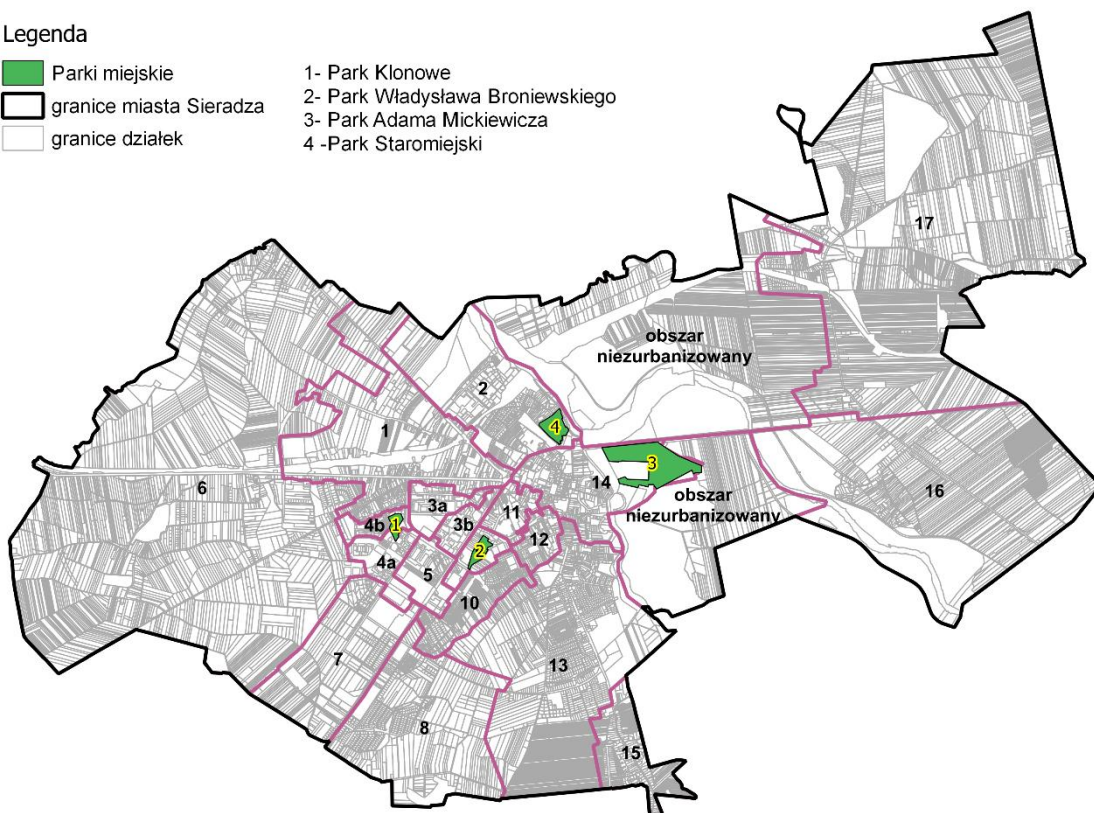 Legenda
Parki miejskie
granice miasta Sieradza
granice działek
1- Park Klonowe
2- Park Władysława Broniewskiego
3- Park Adama Mickiewicza
4 -Park Staromiejski
17
obszar
niezurbanizowany
2
4
1
3
14
6
16
obszar
niezurbanizowany
3a
11
4b
1
3b
12
2
4a
5
10
7
13
8
15